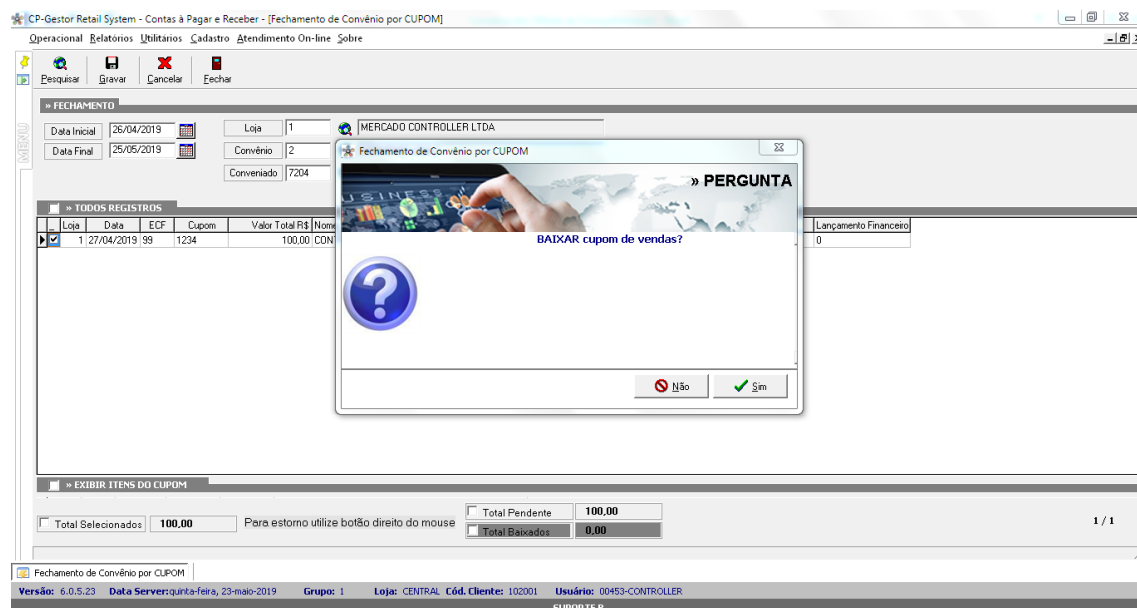 CP-Gestor Retail System - Contas à Pagar e Receber - [Fechamento de Convênio por CUPOM]
Operacional Relatórios Utilitários Cadastro Atendimento On-line Sobre
Pesquisar Gravar Cancelar Fechar
MENU
» FECHAMENTO
Data Inicial 26/04/2019 Loja 1 MERCADO CONTROLLER LTDA
Data Final 25/05/2019 Convênio 2
Conveniado 7204
Fechamento de Convênio por CUPOM
» PERGUNTA
BUSINESS
BAIXAR cupom de vendas?
Não Sim
» TODOS REGISTROS
Loja Data ECF Cupom Valor Total R$ Lançamento Financeiro
1 27/04/2019 99 1234 100,00 0
» EXIBIR ITENS DO CUPOM
Total Selecionados 100,00 Para estorno utilize botão direito do mouse Total Pendente 100,00
Total Baixados 0,00
1 / 1
Fechamento de Convênio por CUPOM
Versão: 6.0.5.23 Data Server: quinta-feira, 23-maio-2019 Grupo: 1 Loja: CENTRAL Cód. Cliente: 102001 Usuário: 00453-CONTROLLER